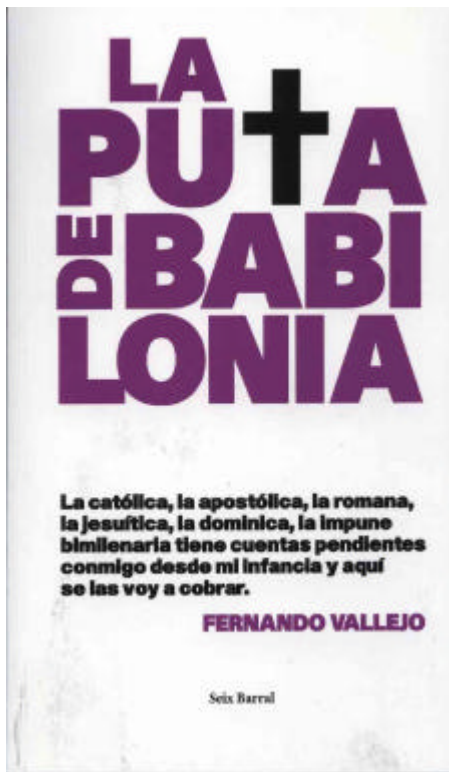 LA
PUTA
DE BABI
LONIA
La católica, la apostólica, la romana,
la jesuítica, la dominica, la impune
bimilenaria tiene cuentas pendientes
conmigo desde mi infancia y aquí
se las voy a cobrar.
FERNANDO VALLEJO
Seix Barral